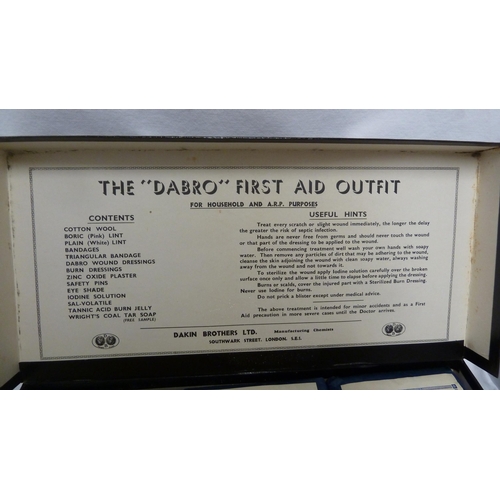 THE "DABRO" FIRST AID OUTFIT
FOR HOUSEHOLD AND A.R.P. PURPOSES
CONTENTS
COTTON WOOL
BORIC (Pink) LINT
PLAIN (White) LINT
BANDAGES
TRIANGULAR BANDAGE
DABRO WOUND DRESSINGS
BURN DRESSINGS
ZINC OXIDE PLASTER
SAFETY PINS
EYE SHADE
IODINE SOLUTION
SAL-VOLATILE
TANNIC ACID BURN JELLY
WRIGHT'S COAL TAR SOAP
(FREE SAMPLE)
USEFUL HINTS
Treat every scratch or slight wound immediately, the longer the delay
the greater the risk of septic infection.
Hands are never free from germs and should never touch the wound
or that part of the dressing to be applied to the wound.
Before commencing treatment well wash your own hands with soapy
water. Then remove any particles of dirt that may be adhering to the wound,
cleanse the skin adjoining the wound with clean soapy water, always washing
away from the wound and not towards it.
To sterilize the wound apply Iodine solution carefully over the broken
surface once only and allow a little time to elapse before applying the dressing.
Burns or scalds, cover the injured part with a Sterilized Burn Dressing.
Never use Iodine for burns.
Do not prick a blister except under medical advice.
The above treatment is intended for minor accidents and as a First
Aid precaution in more severe cases until the Doctor arrives.
DAKIN BROTHERS LTD. Manufacturing Chemists
SOUTHWARK STREET, LONDON, S.E.1.